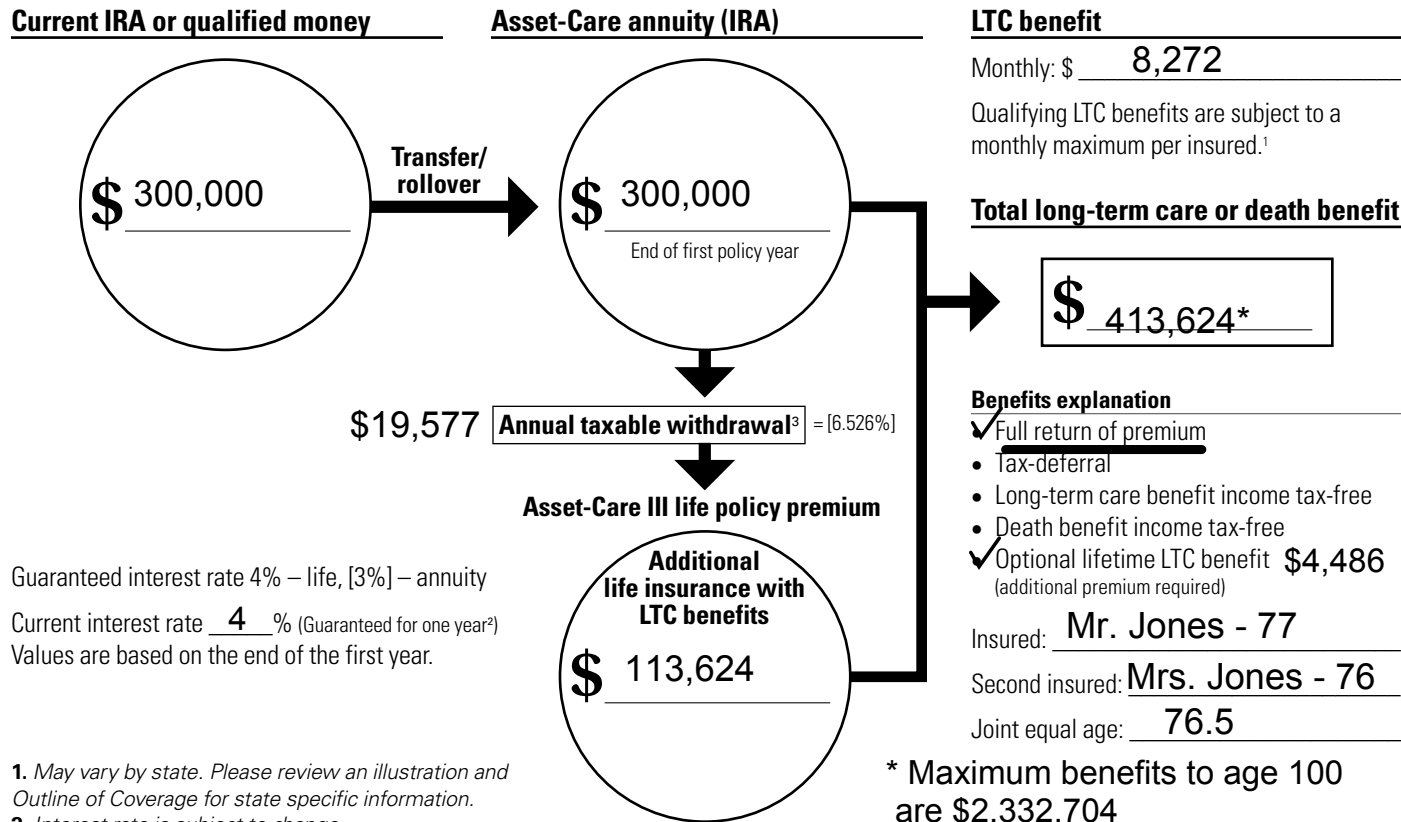 Current IRA or qualified money
$ 300,000
Transfer/
rollover
Asset-Care annuity (IRA)
$ 300,000
End of first policy year
$19,577 Annual taxable withdrawal³ = [6.526%]
Asset-Care III life policy premium
Additional
life insurance with
LTC benefits
$ 113,624
Guaranteed interest rate 4% – life, [3%] – annuity
Current interest rate 4 % (Guaranteed for one year²)
Values are based on the end of the first year.
1. May vary by state. Please review an illustration and
Outline of Coverage for state specific information.
2. Interest rate is subject to change
LTC benefit
Monthly: $ 8,272
Qualifying LTC benefits are subject to a
monthly maximum per insured.¹
Total long-term care or death benefit
$ 413,624*
Benefits explanation
• Full return of premium
• Tax-deferral
• Long-term care benefit income tax-free
• Death benefit income tax-free
• Optional lifetime LTC benefit $4,486
(additional premium required)
Insured: Mr. Jones - 77
Second insured: Mrs. Jones - 76
Joint equal age: 76.5
* Maximum benefits to age 100
are $2,332,704